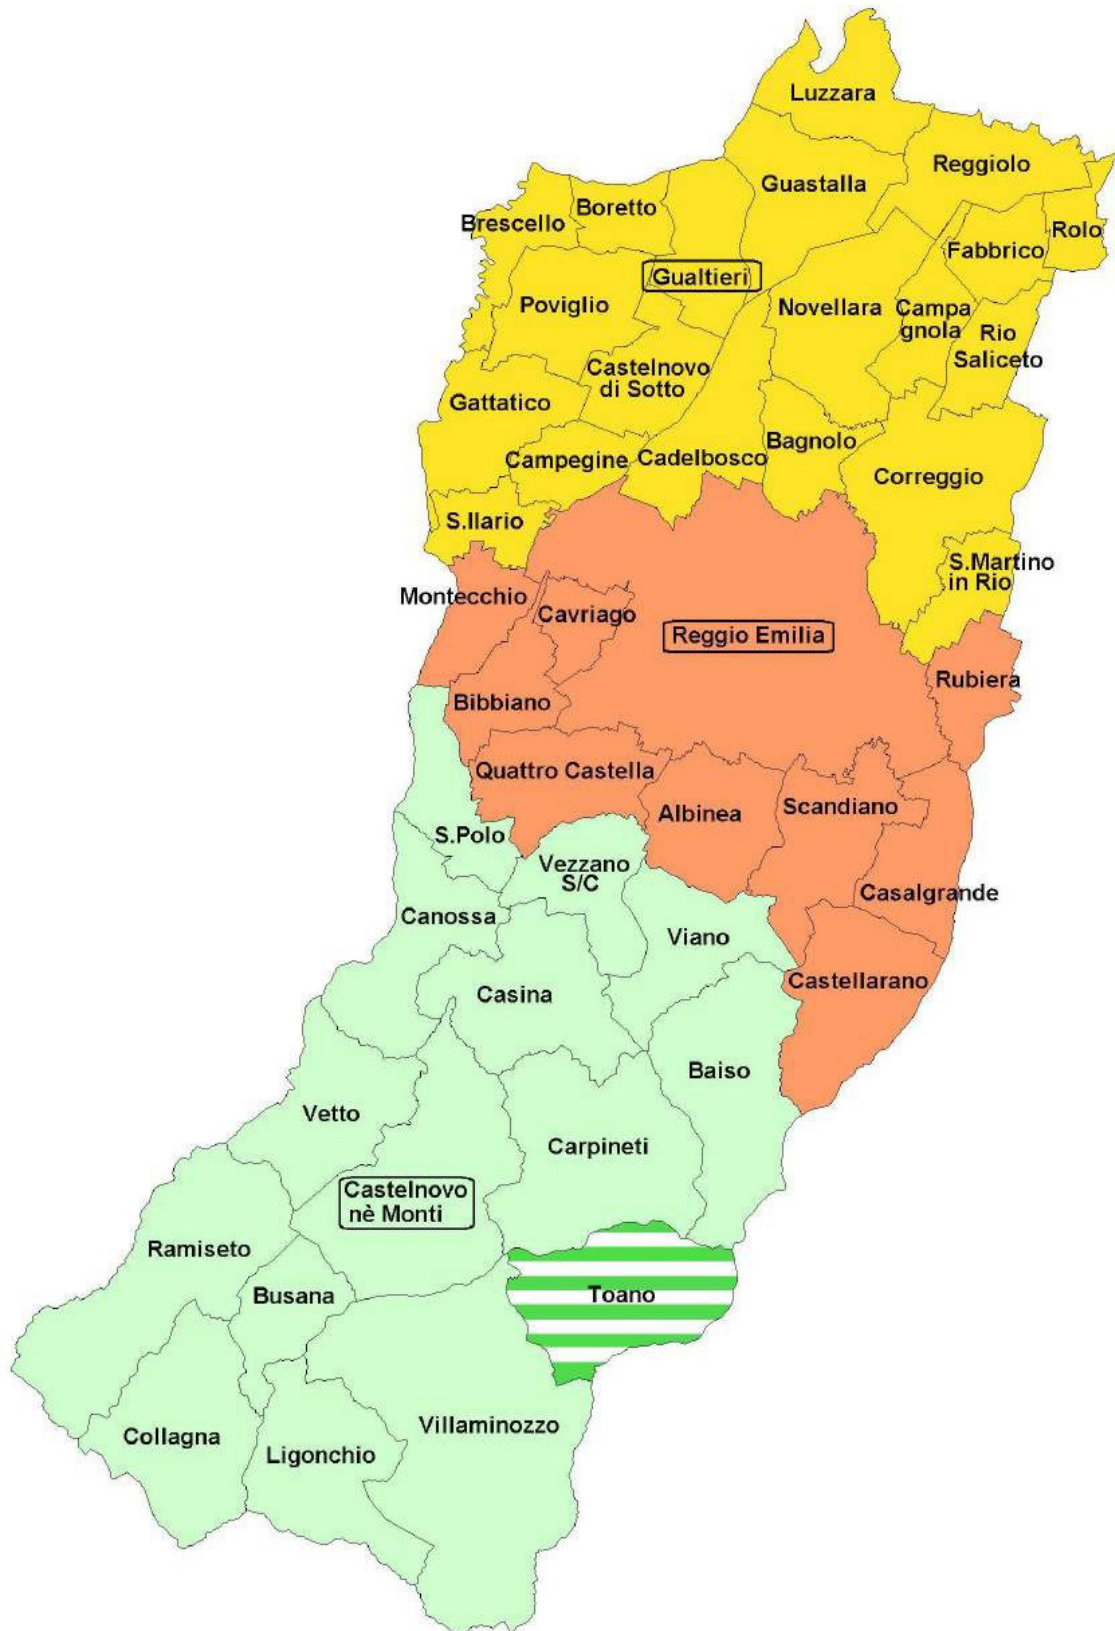 Luzzara
Reggiolo
Guastalla
Boretto
Brescello
Rolo
Fabbrico
Gualtieri
Poviglio
Novellara
Campa
gnola
Rio
Saliceto
Castelnovo
di Sotto
Gattatico
Bagnolo
Campegine
Cadelbosco
Correggio
S.Ilario
S.Martino
in Rio
Montecchio
Cavriago
Reggio Emilia
Rubiera
Bibbiano
Quattro Castella
Scandiano
Albinea
S.Polo
Vezzano
S/C
Casalgrande
Canossa
Viano
Castellarano
Casina
Baiso
Vetto
Carpineti
Castelnovo
nè Monti
Ramiseto
Busana
Toano
Villaminozzo
Collagna
Ligonchio